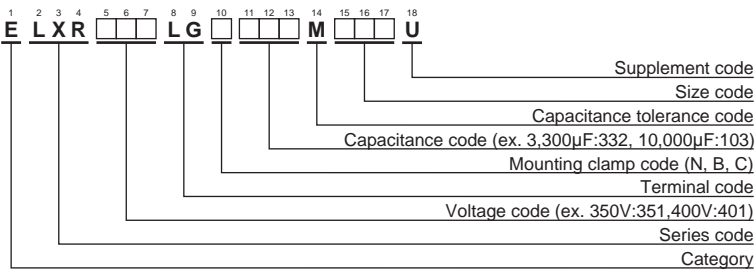 1 2 3 4 5 6 7 8 9 10 11 12 13 14 15 16 17 18
E L X R □□□ L G □ □□□ M □□□ U
Supplement code
Size code
Capacitance tolerance code
Capacitance code (ex. 3,300µF:332, 10,000µF:103)
Mounting clamp code (N, B, C)
Terminal code
Voltage code (ex. 350V:351,400V:401)
Series code
Category